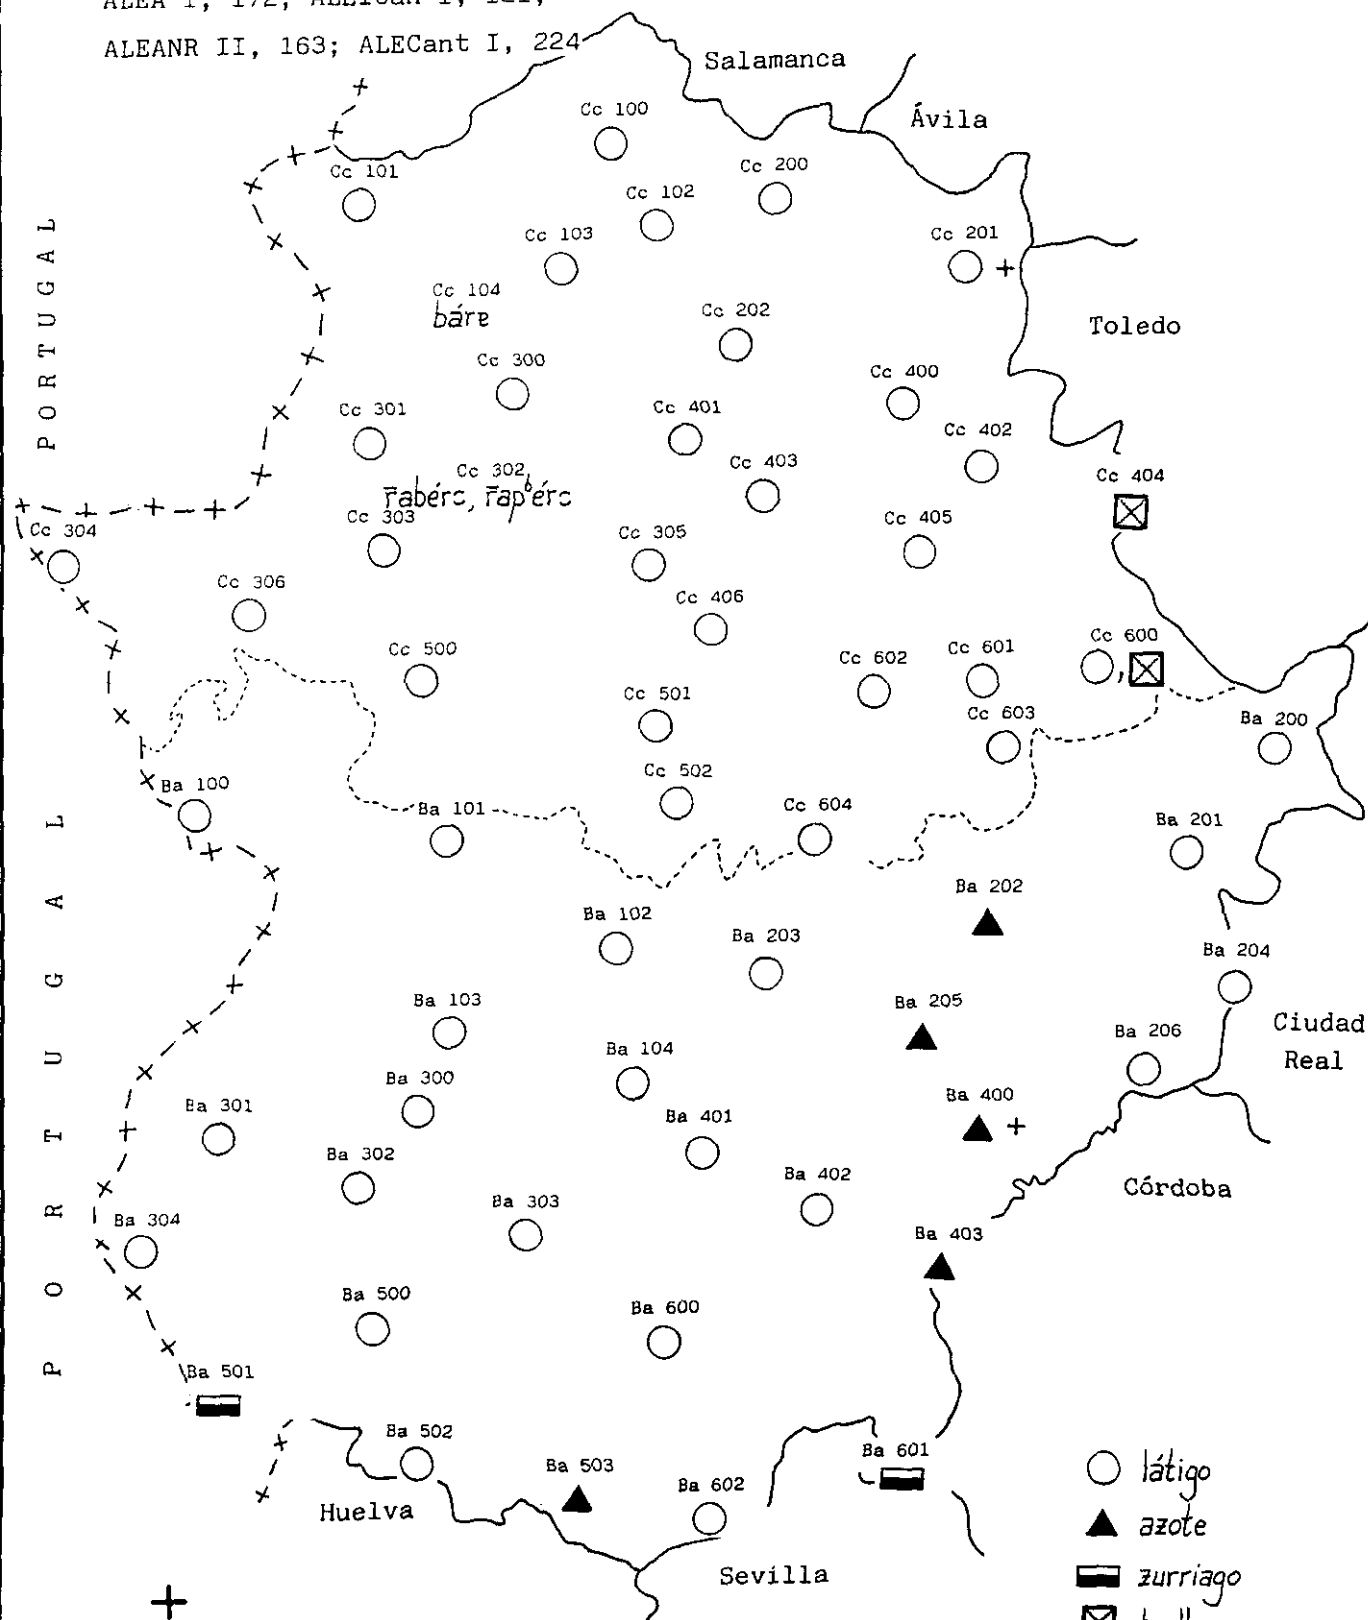 ALEANR II, 163; ALECant I, 224
Salamanca
Ávila
Cc 100
Cc 200
Cc 101
Cc 102
Cc 103
Cc 201
Cc 104
báre
Cc 202
Toledo
PORTUGAL
Cc 300
Cc 400
Cc 301
Cc 401
Cc 402
Cc 403
Cc 302
Cc 404
Cc 303
Cc 405
Cc 304
Cc 305
Cc 306
Cc 406
Cc 500
Cc 600
Cc 601
Cc 602
Cc 501
Cc 603
Ba 200
Cc 502
Ba 100
Ba 101
Cc 604
Ba 201
PORTUGAL
Ba 202
Ba 102
Ba 203
Ba 204
Ba 103
Ba 205
Ciudad
Real
Ba 104
Ba 206
Ba 300
Ba 400
Ba 301
Ba 401
Ba 302
Ba 402
Córdoba
Ba 303
Ba 304
Ba 403
Ba 500
Ba 600
Ba 501
Ba 502
Ba 601
Ba 503
Ba 602
Huelva
Sevilla
látigo
azote
zurriago